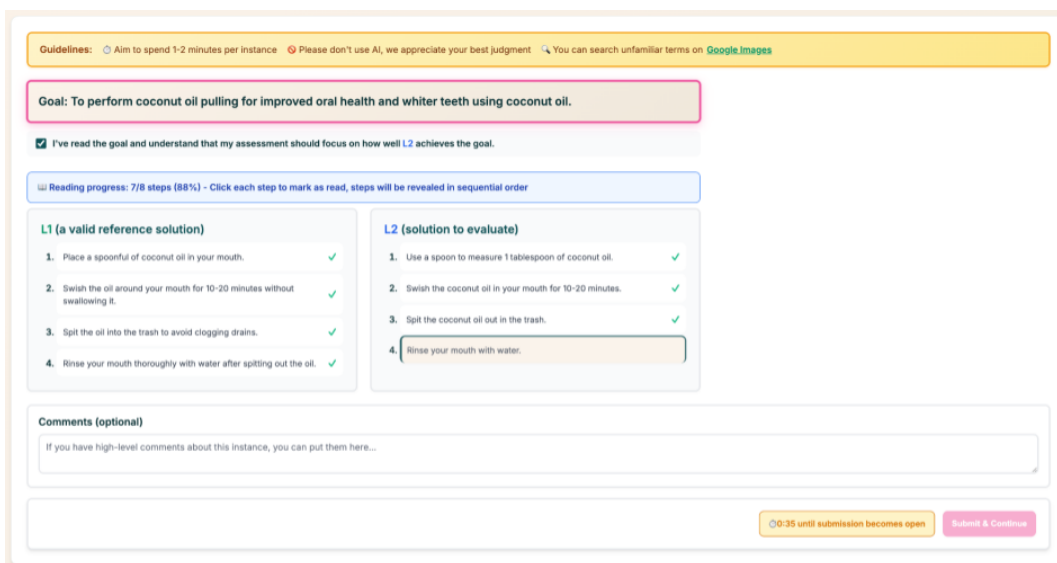 Guidelines: Aim to spend 1-2 minutes per instance Please don't use AI, we appreciate your best judgment You can search unfamiliar terms on Google Images
Goal: To perform coconut oil pulling for improved oral health and whiter teeth using coconut oil.
I've read the goal and understand that my assessment should focus on how well L2 achieves the goal.
Reading progress: 7/8 steps (88%) - Click each step to mark as read, steps will be revealed in sequential order
L1 (a valid reference solution)
1. Place a spoonful of coconut oil in your mouth.
2. Swish the oil around your mouth for 10-20 minutes without
swallowing it.
3. Spit the oil into the trash to avoid clogging drains.
4. Rinse your mouth thoroughly with water after spitting out the oil.
L2 (solution to evaluate)
1. Use a spoon to measure 1 tablespoon of coconut oil.
2. Swish the coconut oil in your mouth for 10-20 minutes.
3. Spit the coconut oil out in the trash.
4. Rinse your mouth with water.
Comments (optional)
If you have high-level comments about this instance, you can put them here...
0:35 until submission becomes open
Submit & Continue